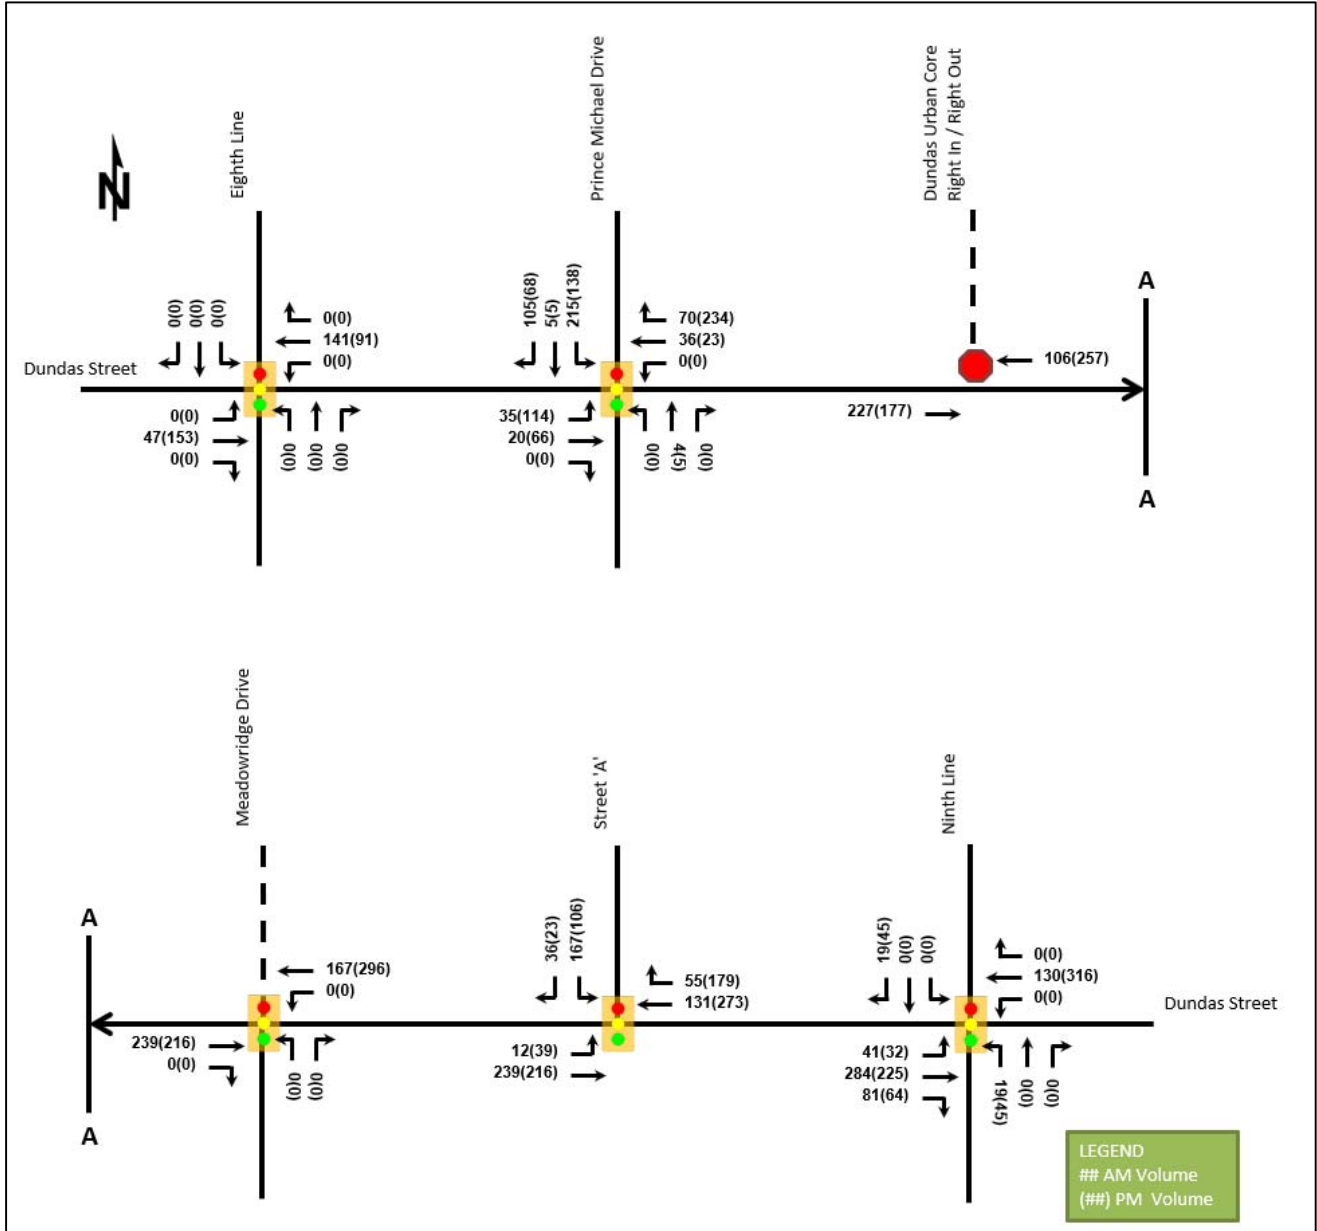 Eighth Line
Prince Michael Drive
Dundas Urban Core
Right In / Right Out
N
A
0(0)
0(0)
0(0)
0(0)
141(91)
0(0)
105(68)
5(5)
215(138)
70(234)
36(23)
0(0)
106(257)
Dundas Street
0(0)
47(153)
0(0)
0(0)
0(0)
0(0)
35(114)
20(66)
0(0)
0(0)
4(5)
0(0)
227(177)
A
Meadowridge Drive
Street 'A'
Ninth Line
A
167(296)
0(0)
36(23)
167(106)
55(179)
131(273)
19(45)
0(0)
0(0)
0(0)
130(316)
0(0)
Dundas Street
239(216)
0(0)
0(0)
0(0)
12(39)
239(216)
41(32)
284(225)
81(64)
19(45)
0(0)
0(0)
A
LEGEND
## AM Volume
(##) PM  Volume